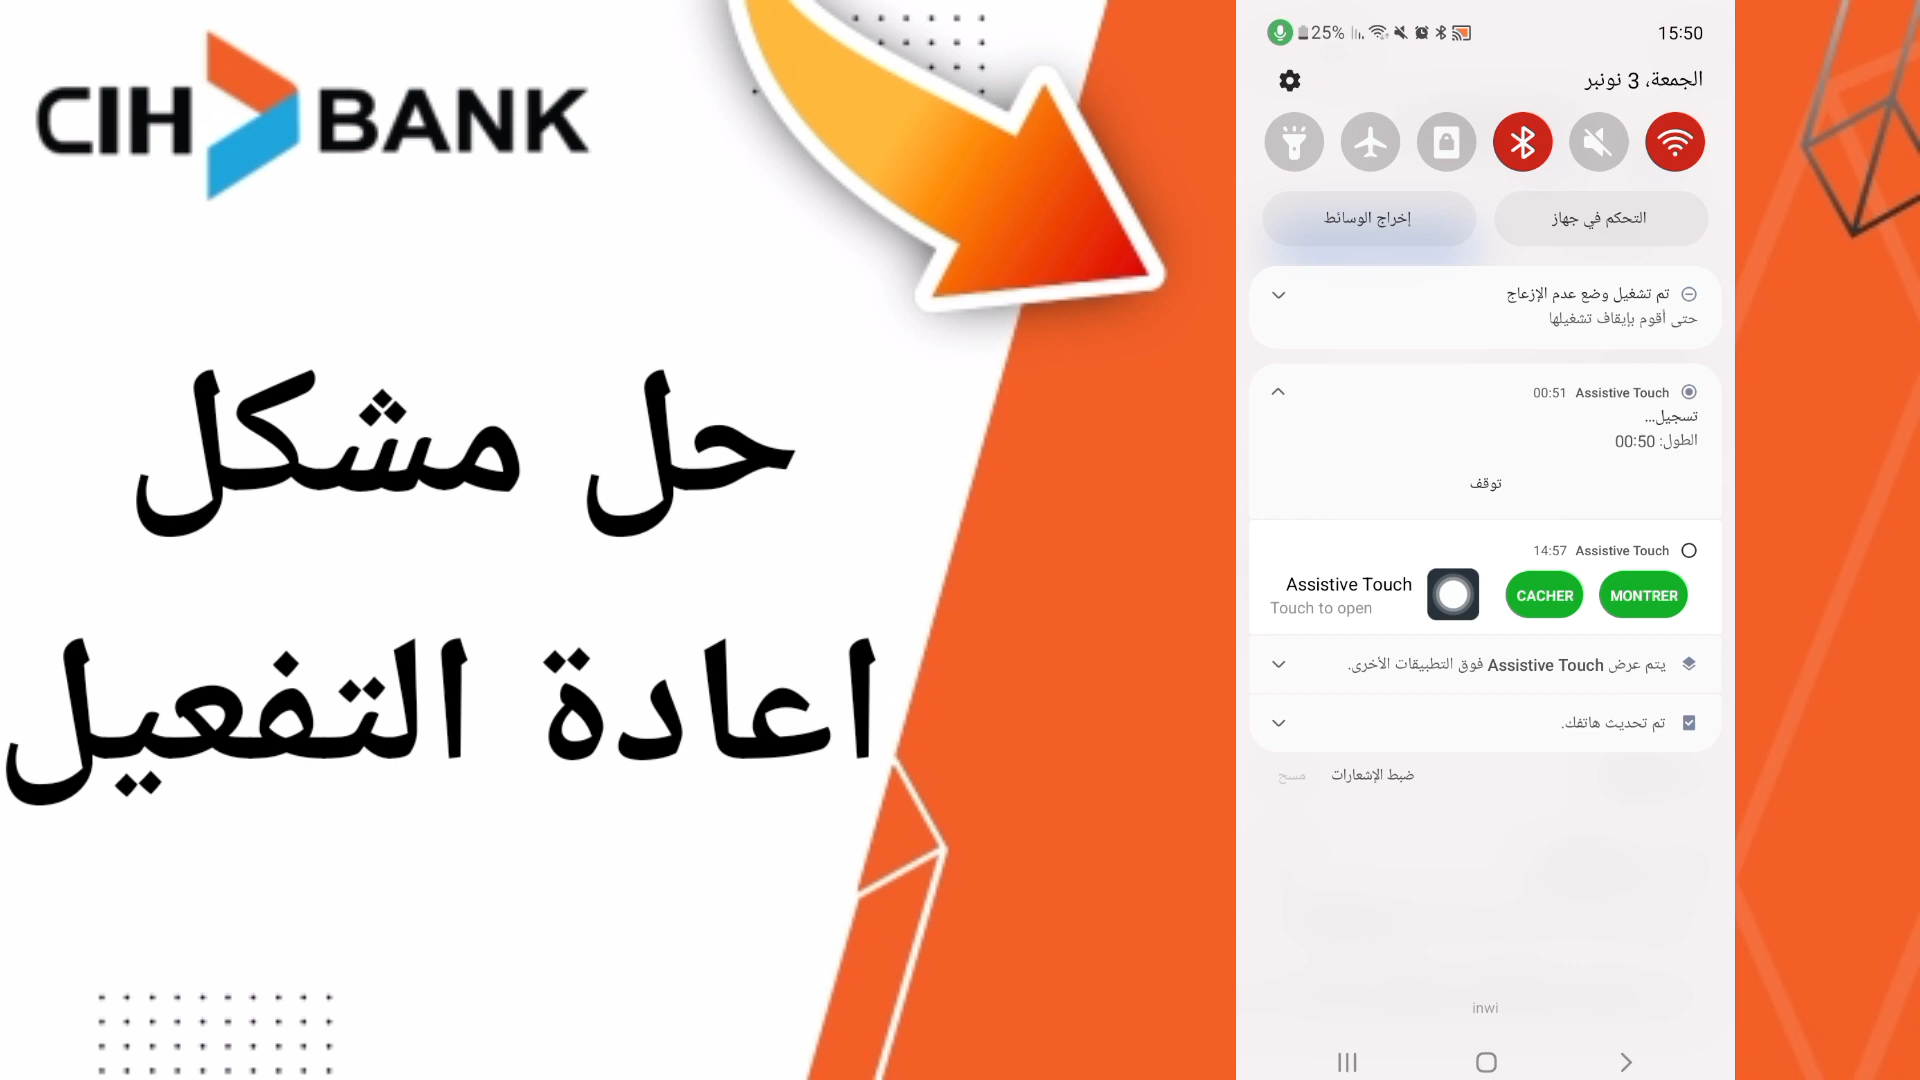 CIH BANK
حل مشكل
اعادة التفعيل
25%
15:50
الجمعة، 3 نونبر
التحكم في جهاز
إخراج الوسائط
تم تشغيل وضع عدم الإزعاج
حتى أقوم بإيقاف تشغيلها
Assistive Touch 00:51
تسجيل...
الطول: 00:50
توقف
Assistive Touch 14:57
Assistive Touch
Touch to open
CACHER
MONTRER
يتم عرض Assistive Touch فوق التطبيقات الأخرى.
تم تحديث هاتفك.
ضبط الإشعارات
مسح
inwi